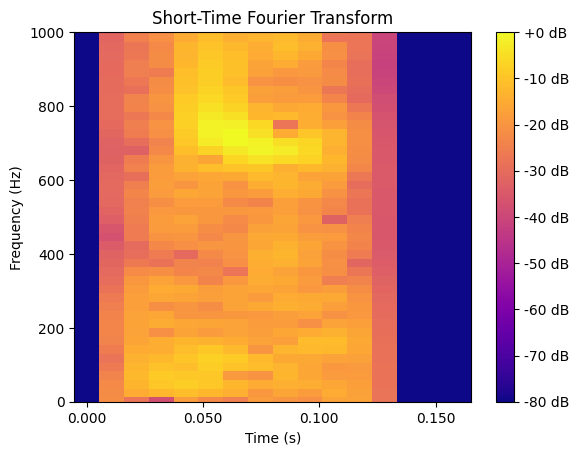 Short-Time Fourier Transform
Frequency (Hz)
1000
800
600
400
200
0
0.000
0.050
0.100
0.150
Time (s)
+0 dB
-10 dB
-20 dB
-30 dB
-40 dB
-50 dB
-60 dB
-70 dB
-80 dB